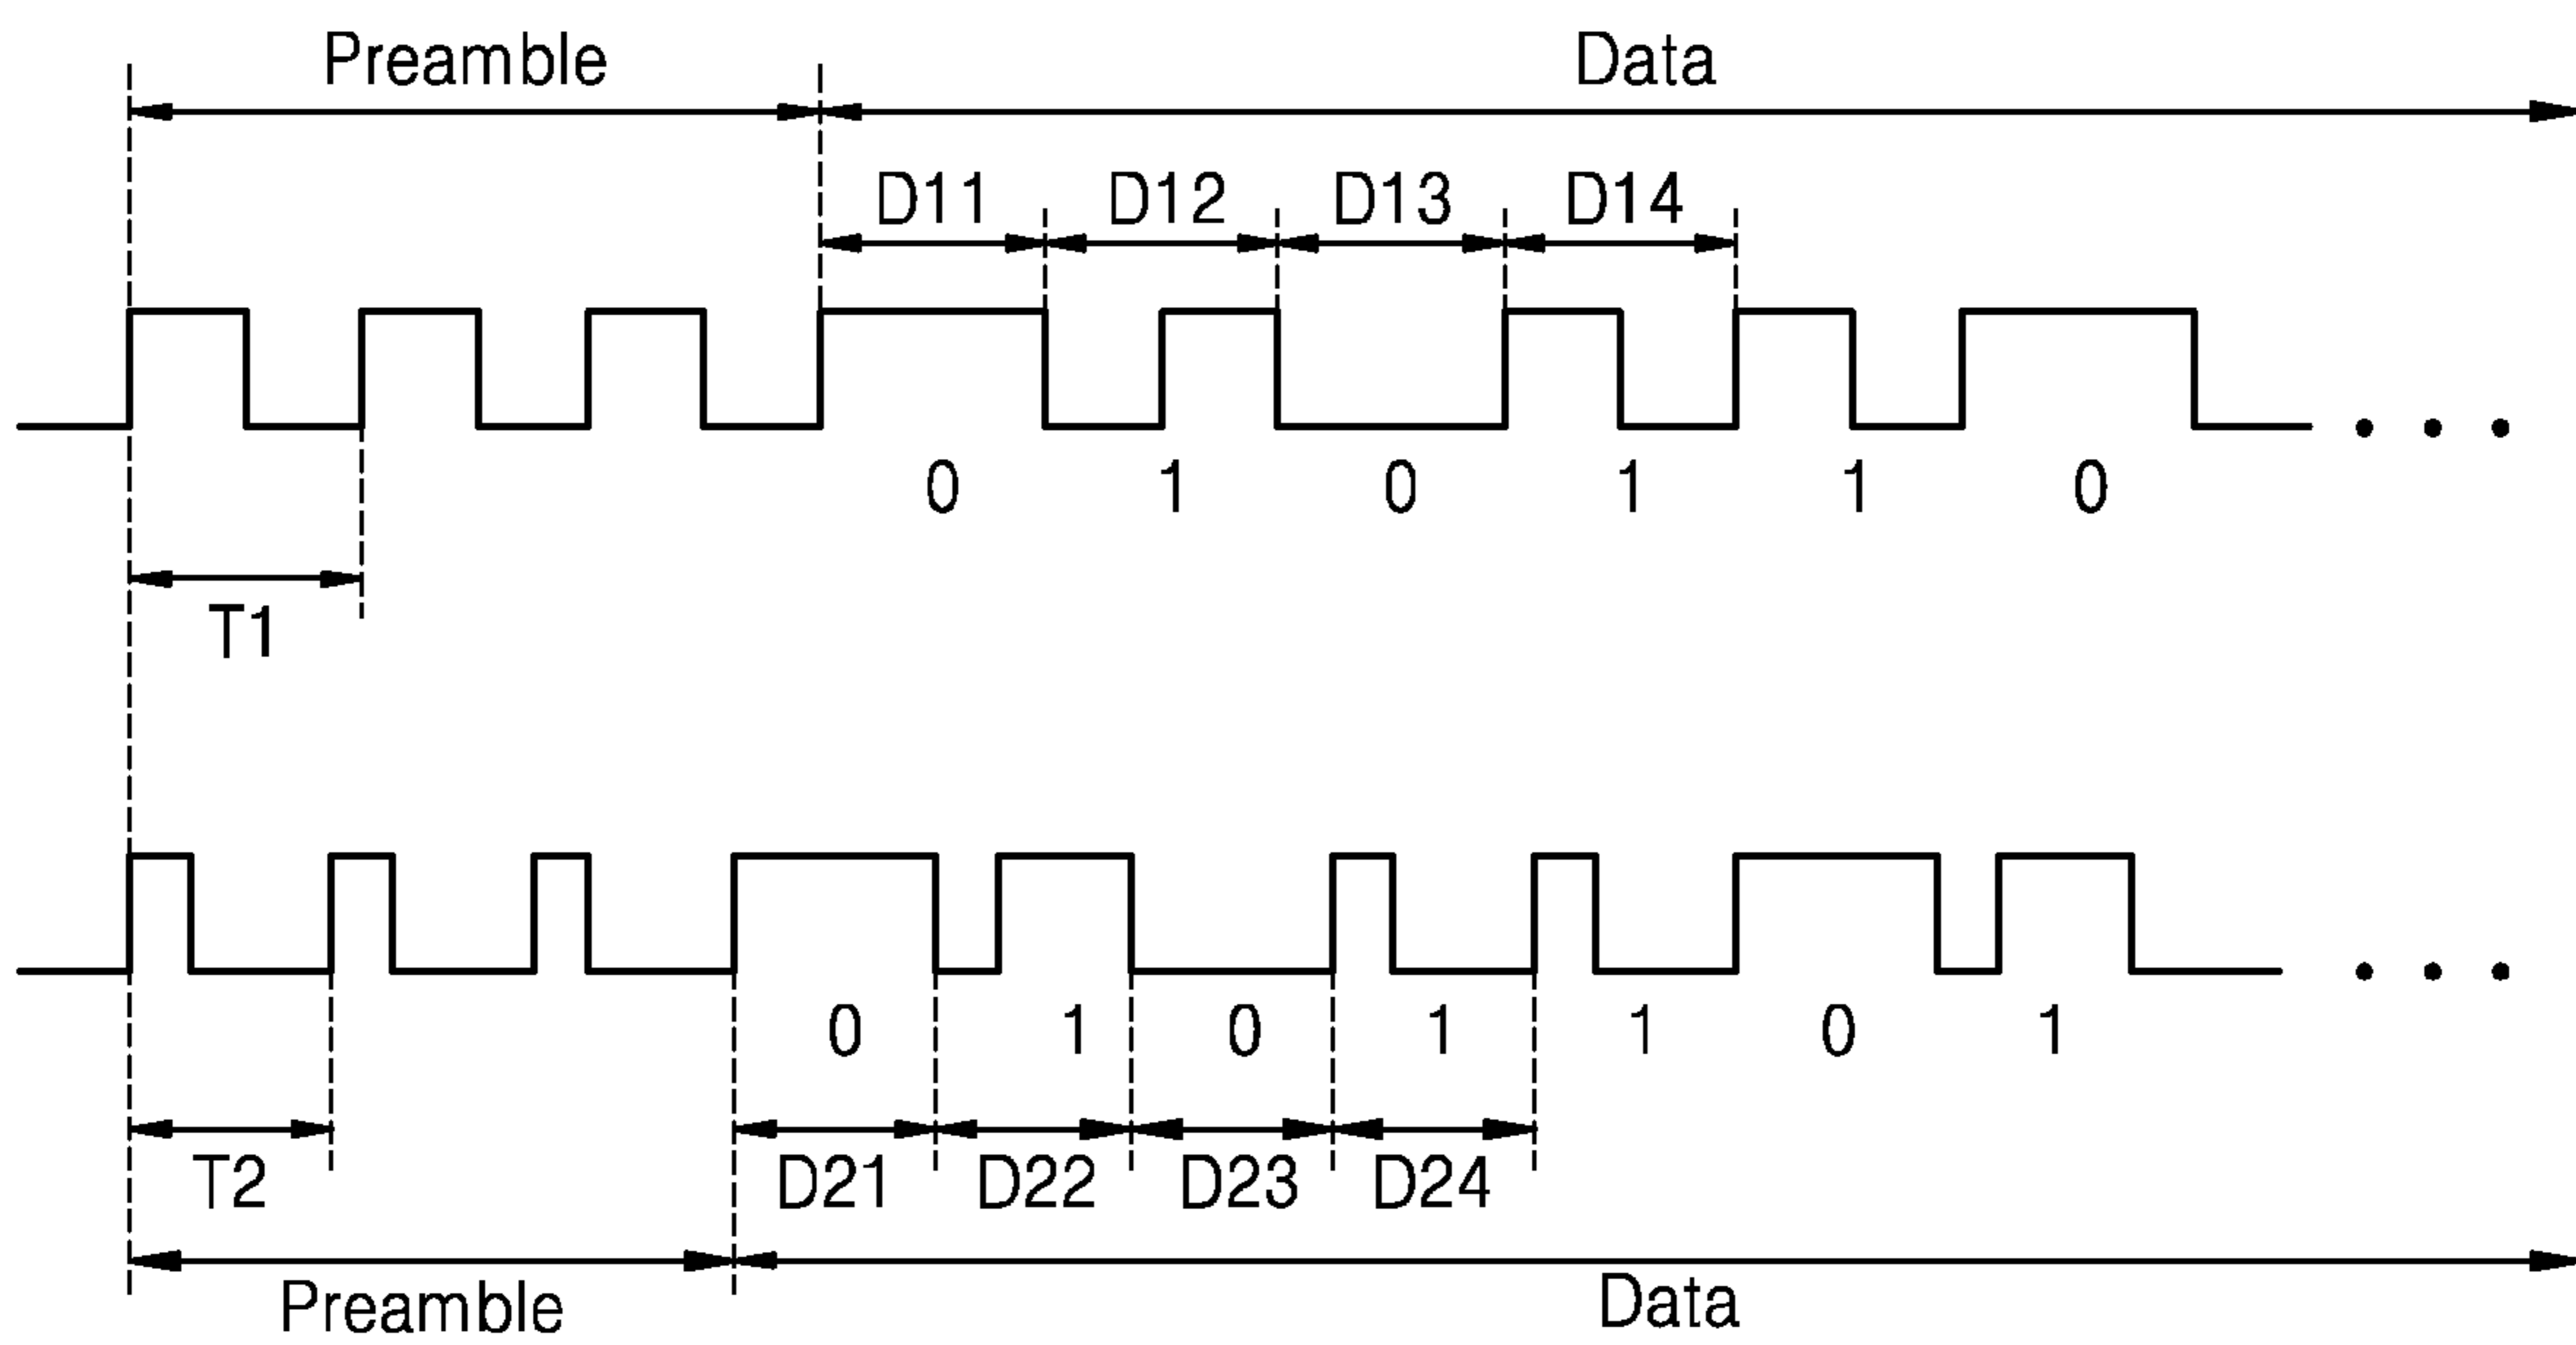 Preamble Data
D11 D12 D13 D14
0 1 0 1 1 0
T1
0 1 0 1 1 0 1
T2 D21 D22 D23 D24
Preamble Data